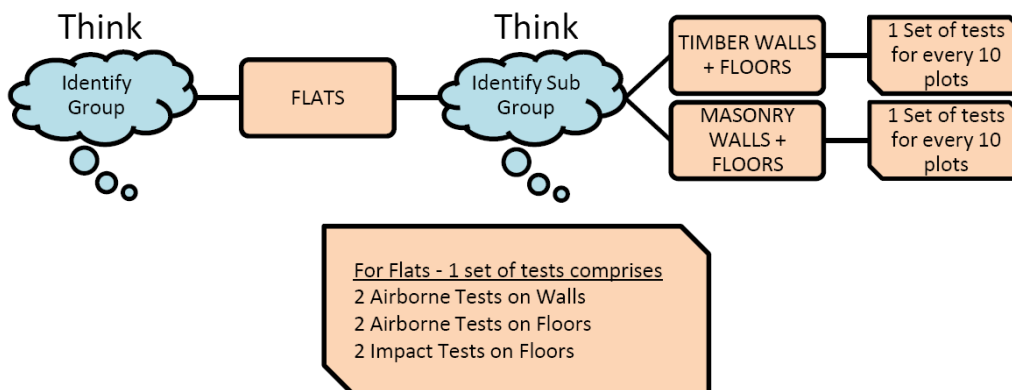 Think
Identify
Group
FLATS
Think
Identify Sub
Group
TIMBER WALLS
+ FLOORS
1 Set of tests
for every 10
plots
MASONRY
WALLS +
FLOORS
1 Set of tests
for every 10
plots
For Flats - 1 set of tests comprises
2 Airborne Tests on Walls
2 Airborne Tests on Floors
2 Impact Tests on Floors